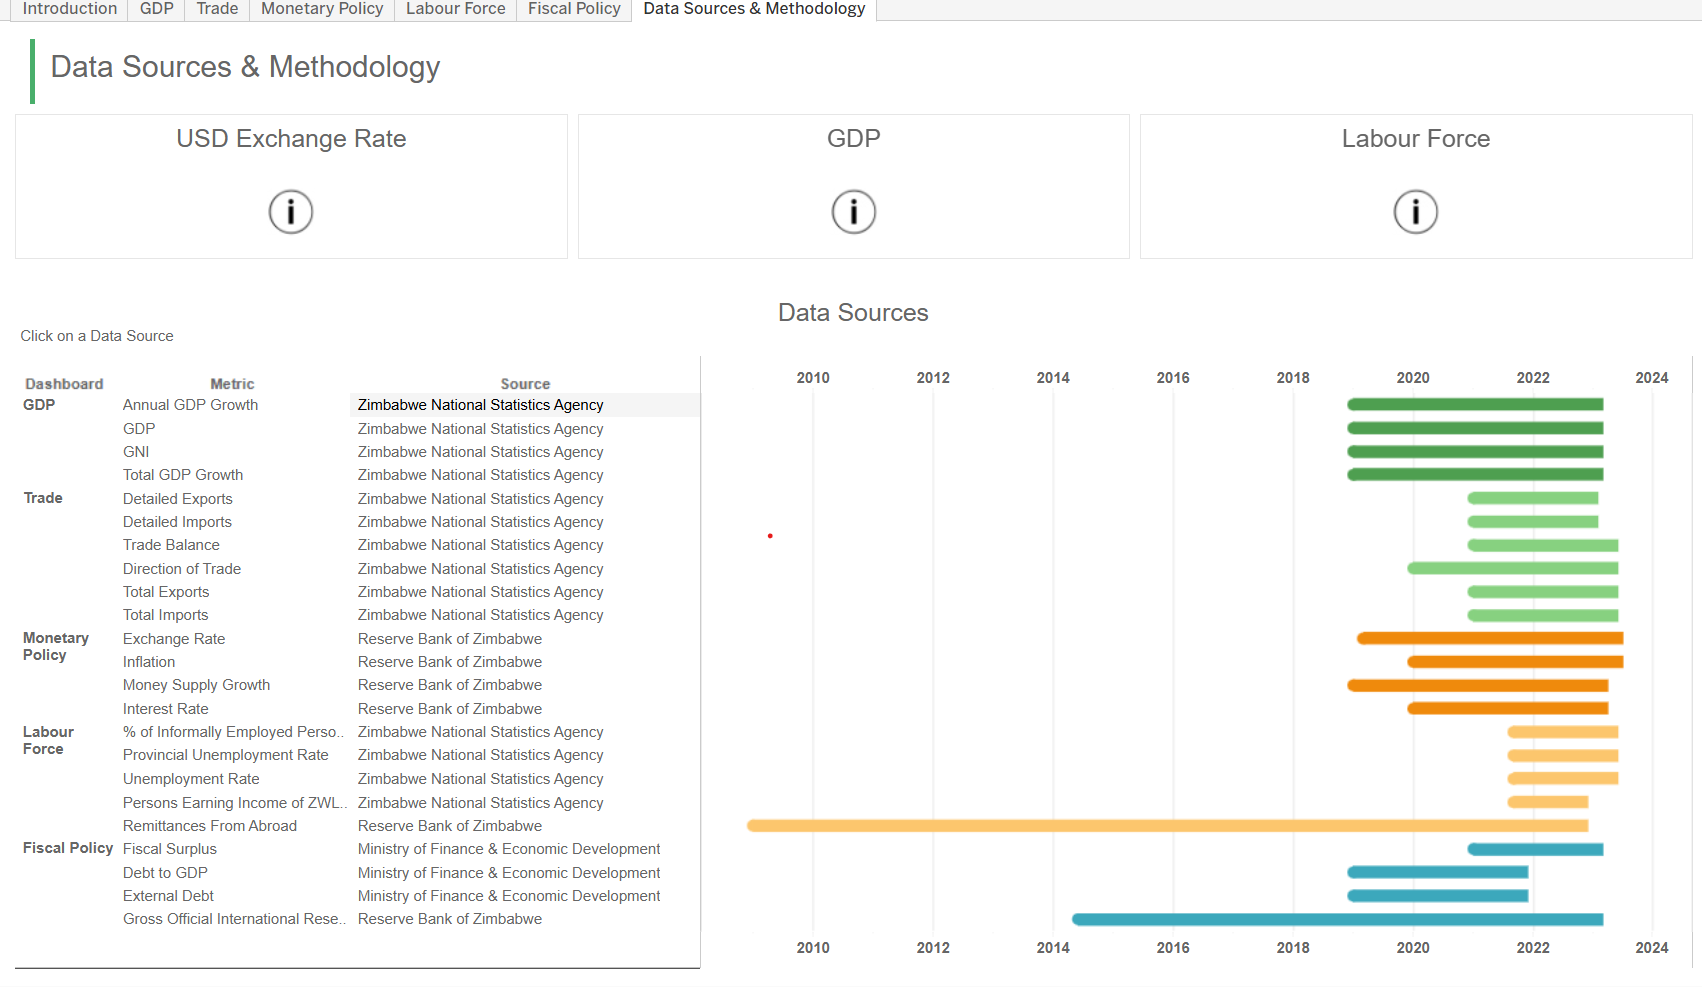 Introduction GDP Trade Monetary Policy Labour Force Fiscal Policy Data Sources & Methodology
Data Sources & Methodology
USD Exchange Rate GDP Labour Force
i i i
Data Sources
Click on a Data Source
2010 2012 2014 2016 2018 2020 2022 2024
Dashboard Metric Source
GDP Annual GDP Growth Zimbabwe National Statistics Agency
GDP Zimbabwe National Statistics Agency
GNI Zimbabwe National Statistics Agency
Total GDP Growth Zimbabwe National Statistics Agency
Trade Detailed Exports Zimbabwe National Statistics Agency
Detailed Imports Zimbabwe National Statistics Agency
Trade Balance Zimbabwe National Statistics Agency
Direction of Trade Zimbabwe National Statistics Agency
Total Exports Zimbabwe National Statistics Agency
Total Imports Zimbabwe National Statistics Agency
Monetary Exchange Rate Reserve Bank of Zimbabwe
Policy Inflation Reserve Bank of Zimbabwe
Money Supply Growth Reserve Bank of Zimbabwe
Interest Rate Reserve Bank of Zimbabwe
Labour % of Informally Employed Perso.. Zimbabwe National Statistics Agency
Force Provincial Unemployment Rate Zimbabwe National Statistics Agency
Unemployment Rate Zimbabwe National Statistics Agency
Persons Earning Income of ZWL.. Zimbabwe National Statistics Agency
Remittances From Abroad Reserve Bank of Zimbabwe
Fiscal Policy Fiscal Surplus Ministry of Finance & Economic Development
Debt to GDP Ministry of Finance & Economic Development
External Debt Ministry of Finance & Economic Development
Gross Official International Rese.. Reserve Bank of Zimbabwe
2010 2012 2014 2016 2018 2020 2022 2024